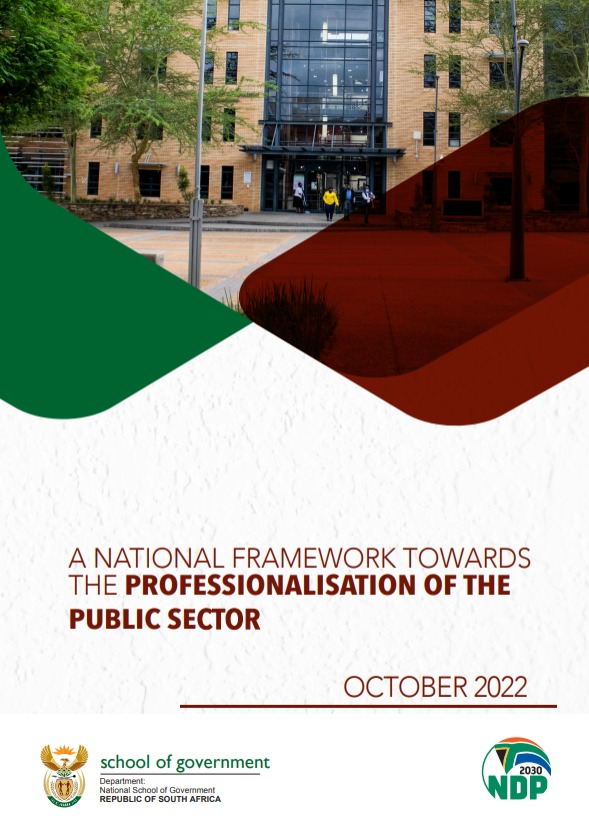 A NATIONAL FRAMEWORK TOWARDS
THE PROFESSIONALISATION OF THE
PUBLIC SECTOR
OCTOBER 2022
school of government
Department:
National School of Government
REPUBLIC OF SOUTH AFRICA
2030
NDP